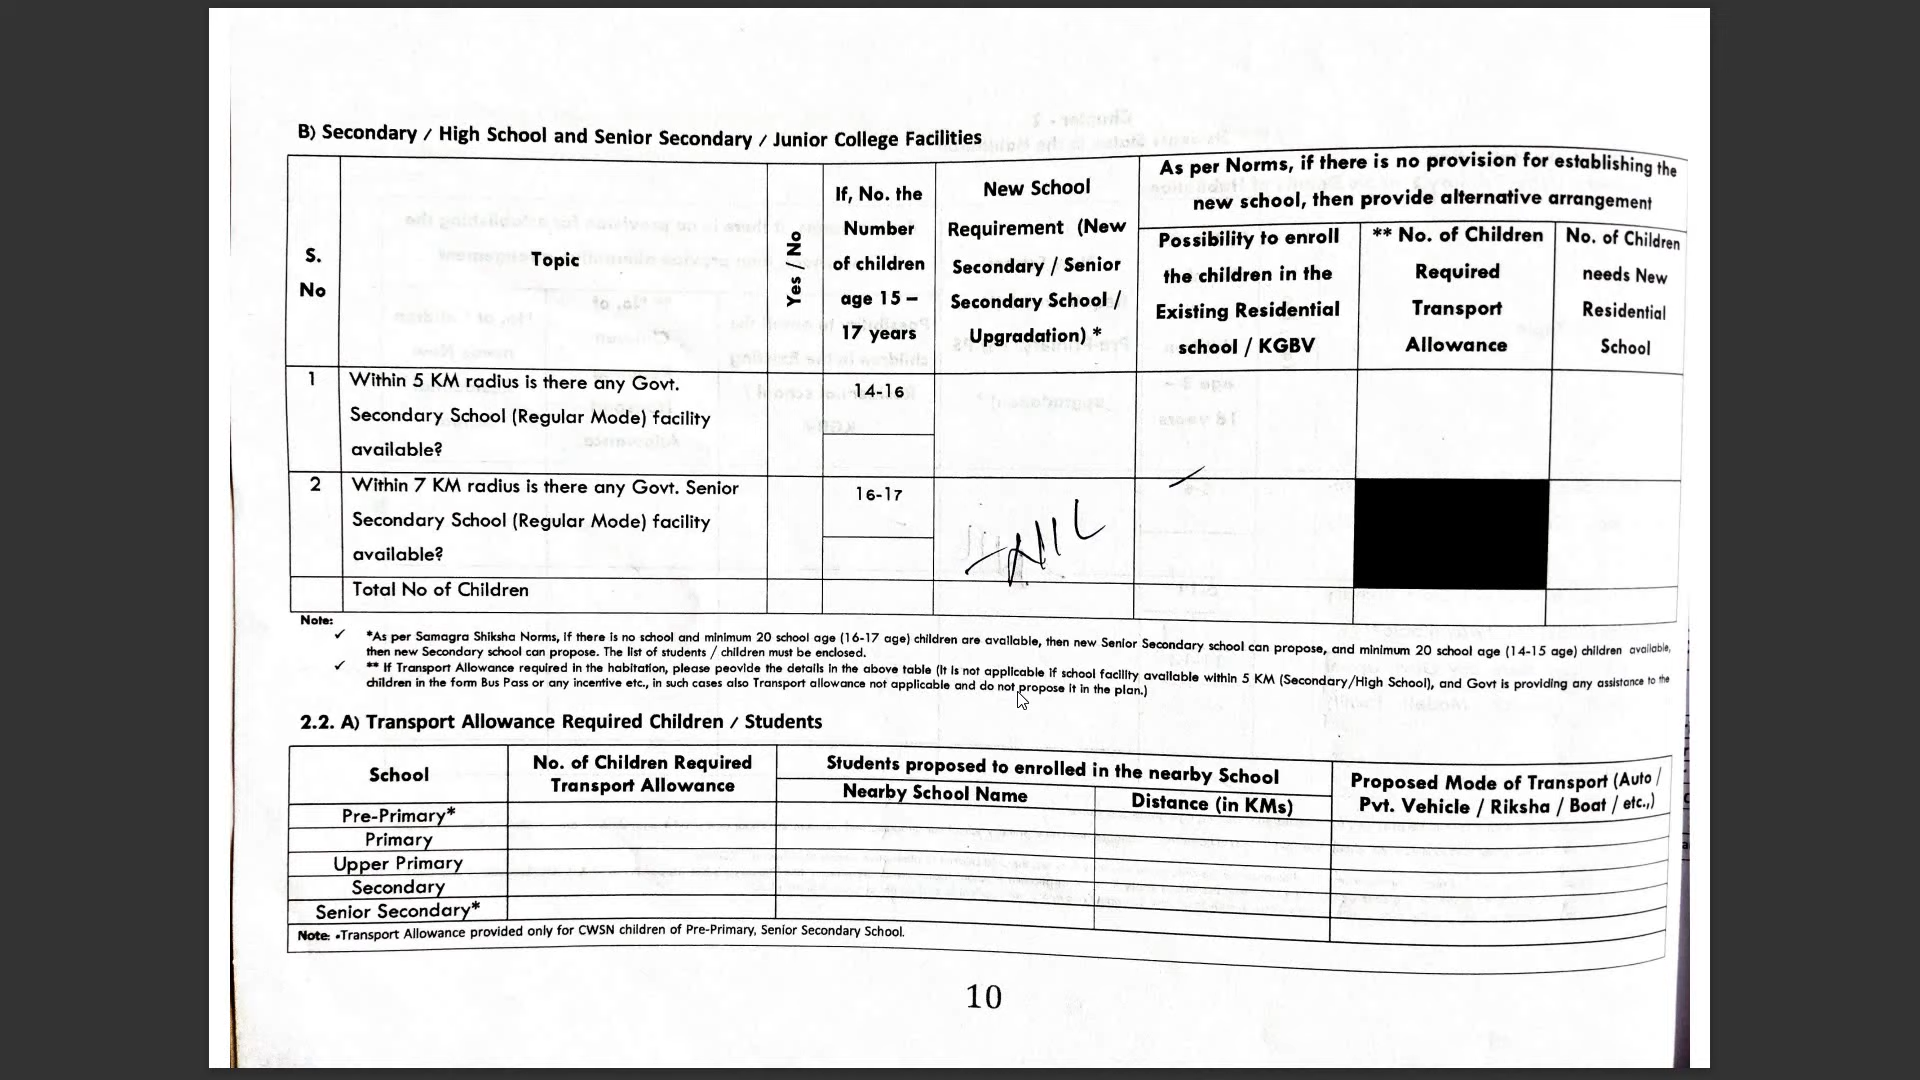 B) Secondary / High School and Senior Secondary / Junior College Facilities
S.
No
Topic
Yes / No
If, No. the
Number
of children
age 15 –
17 years
New School
Requirement (New
Secondary / Senior
Secondary School /
Upgradation) *
As per Norms, if there is no provision for establishing the
new school, then provide alternative arrangement
Possibility to enroll
the children in the
Existing Residential
school / KGBV
** No. of Children
Required
Transport
Allowance
No. of Children
needs New
Residential
School
1
Within 5 KM radius is there any Govt.
Secondary School (Regular Mode) facility
available?
14-16
2
Within 7 KM radius is there any Govt. Senior
Secondary School (Regular Mode) facility
available?
16-17
NIL
Total No of Children
Note:
✓ *As per Samagra Shiksha Norms, if there is no school and minimum 20 school age (16-17 age) children are available, then new Senior Secondary school can propose, and minimum 20 school age (14-15 age) children available,
then new Secondary school can propose. The list of students / children must be enclosed.
✓ ** If Transport Allowance required in the habitation, please peovide the details in the above table (It is not applicable if school facility available within 5 KM (Secondary/High School), and Govt is providing any assistance to the
children in the form Bus Pass or any incentive etc., in such cases also Transport allowance not applicable and do not propose it in the plan.)
2.2. A) Transport Allowance Required Children / Students
School
No. of Children Required
Transport Allowance
Students proposed to enrolled in the nearby School
Nearby School Name
Distance (in KMs)
Proposed Mode of Transport (Auto /
Pvt. Vehicle / Riksha / Boat / etc.,)
Pre-Primary*
Primary
Upper Primary
Secondary
Senior Secondary*
Note: •Transport Allowance provided only for CWSN children of Pre-Primary, Senior Secondary School.
10